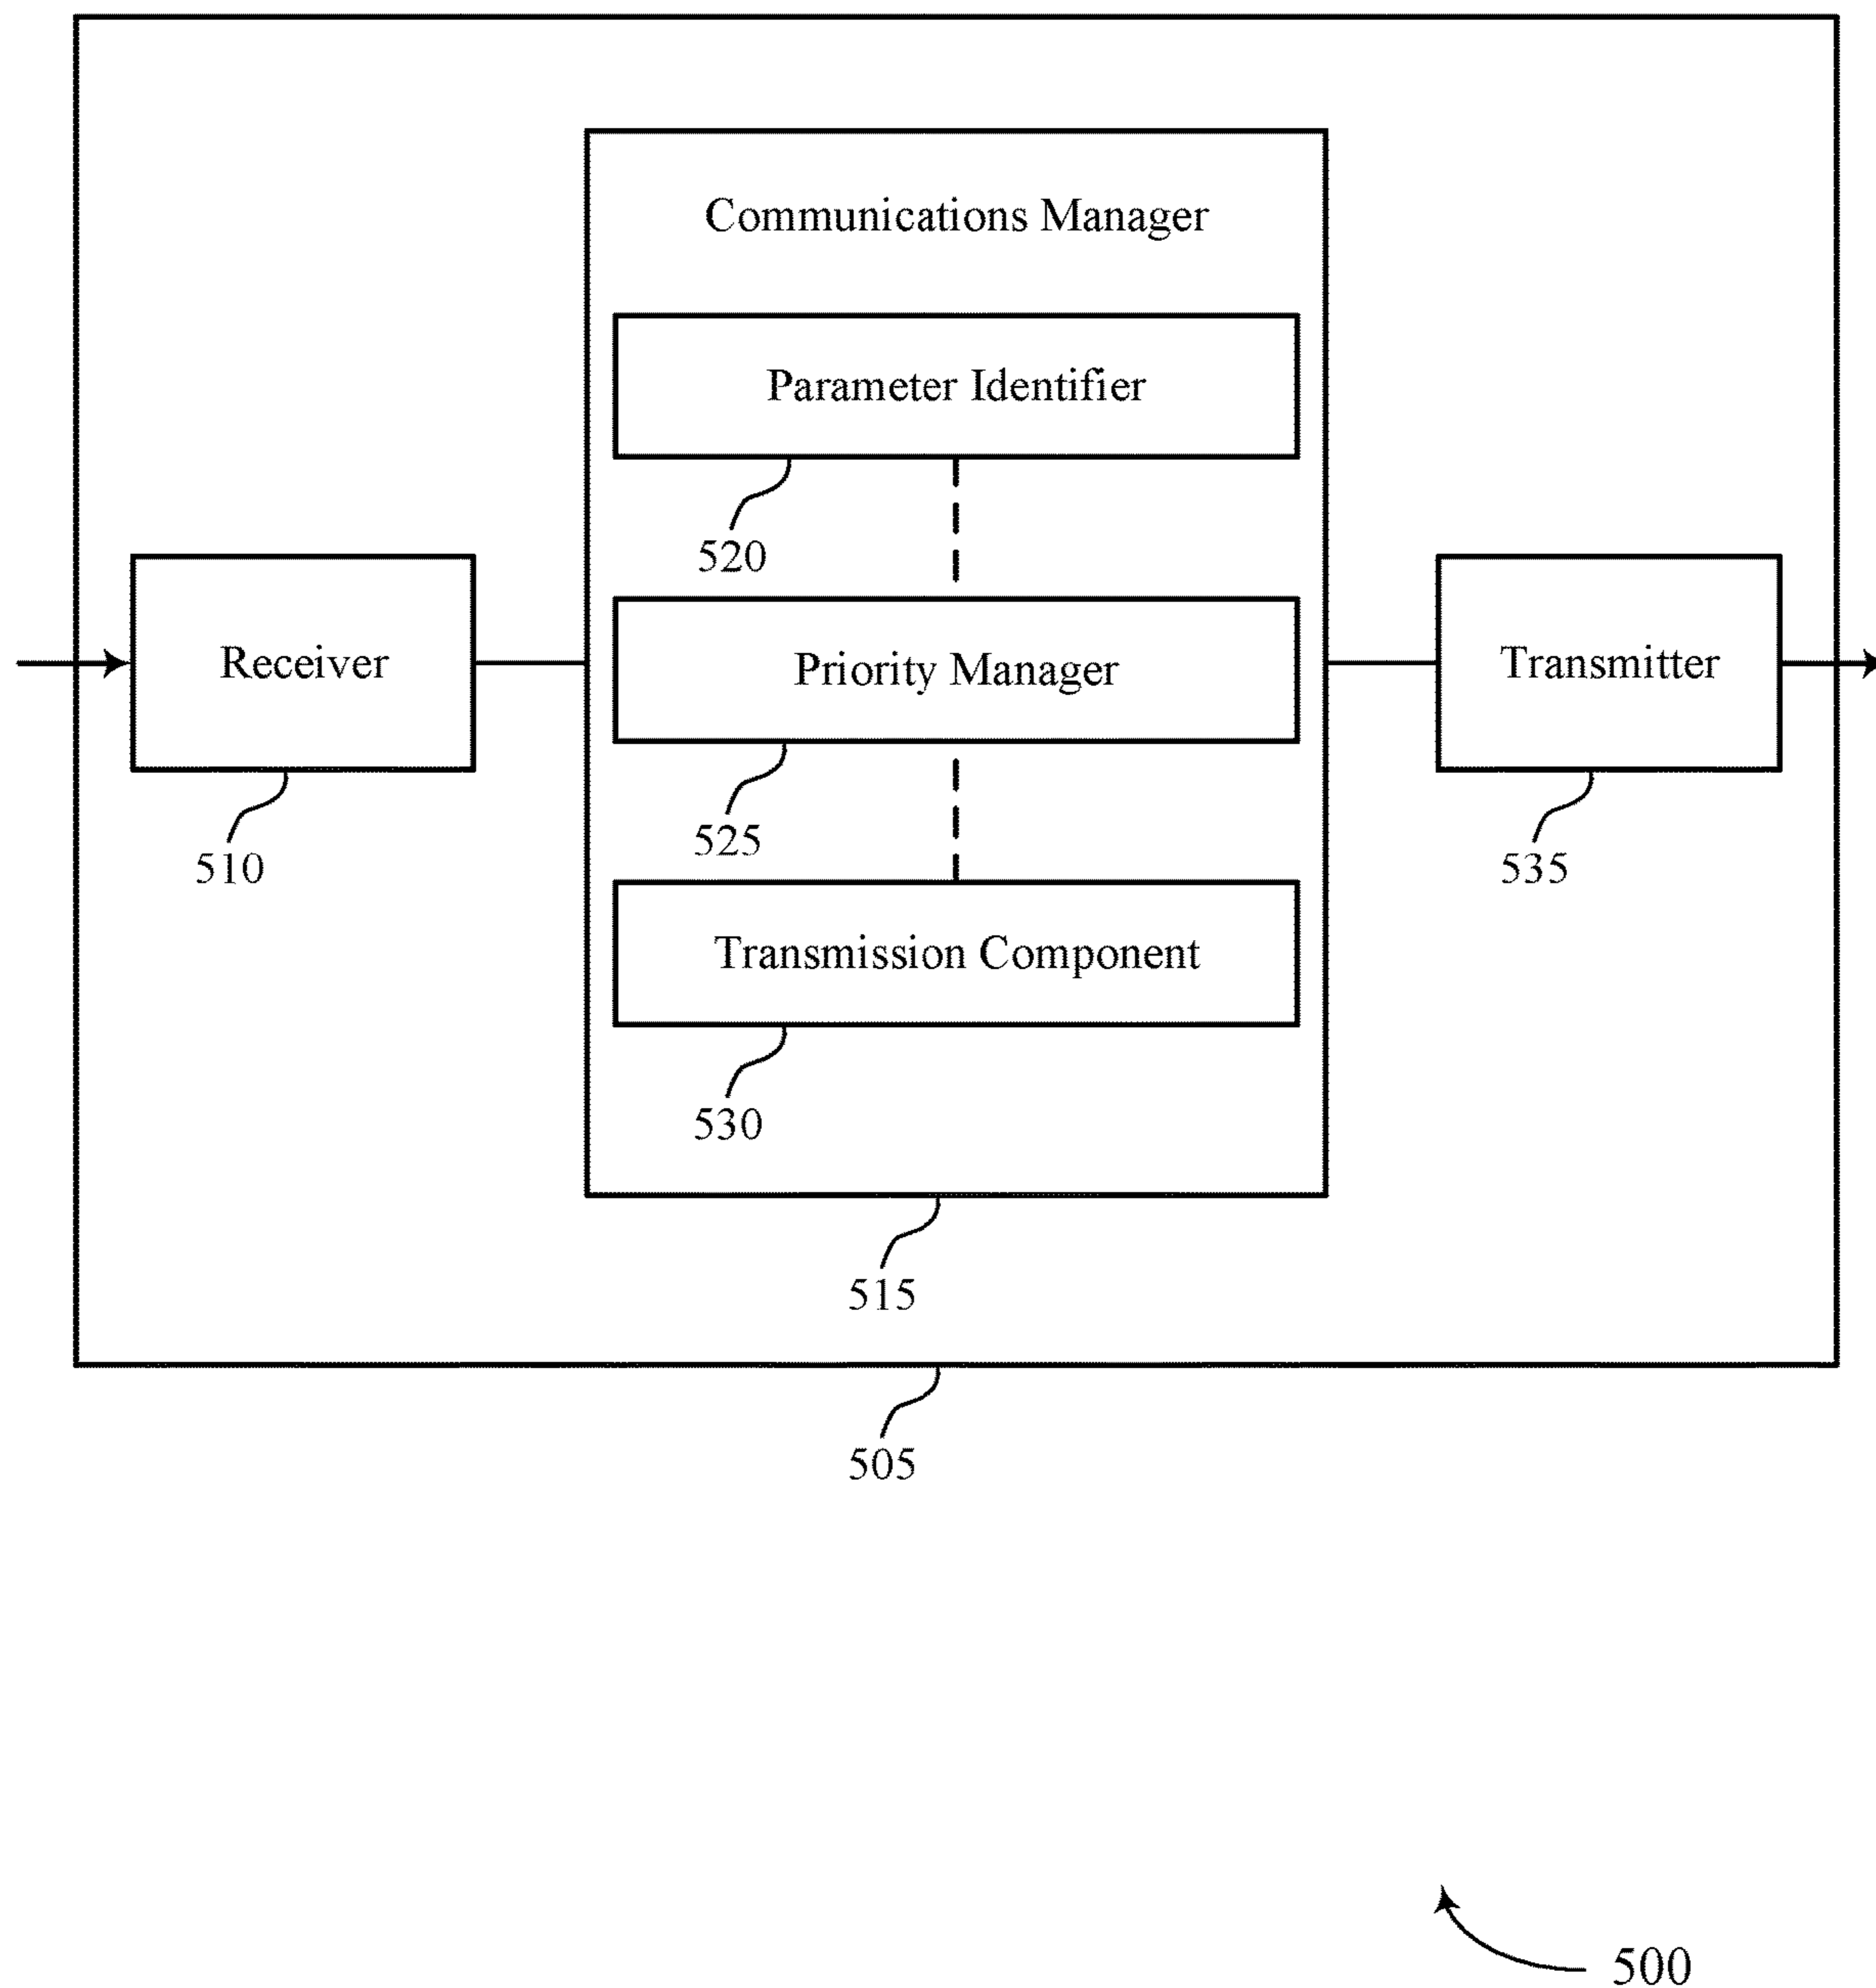 Communications Manager
Parameter Identifier
520
Receiver
Priority Manager
Transmitter
510
525
535
Transmission Component
530
515
505
500